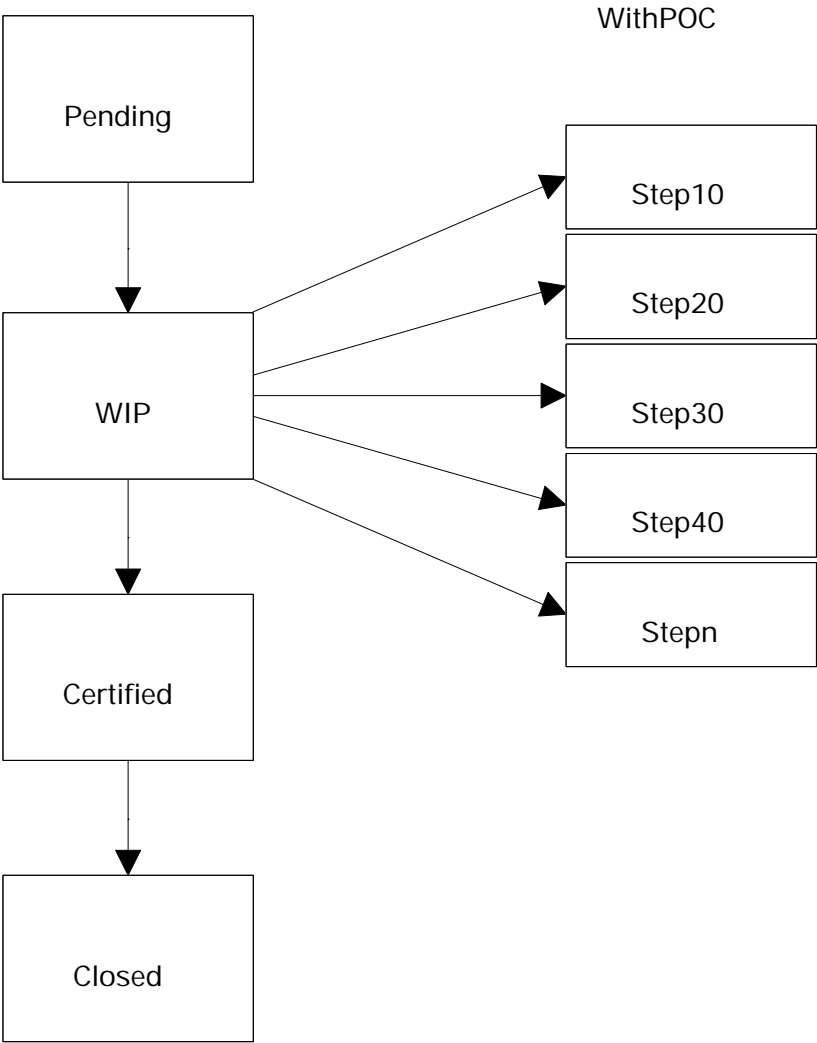 WithPOC
Pending
Step10
Step20
WIP
Step30
Step40
Stepn
Certified
Closed